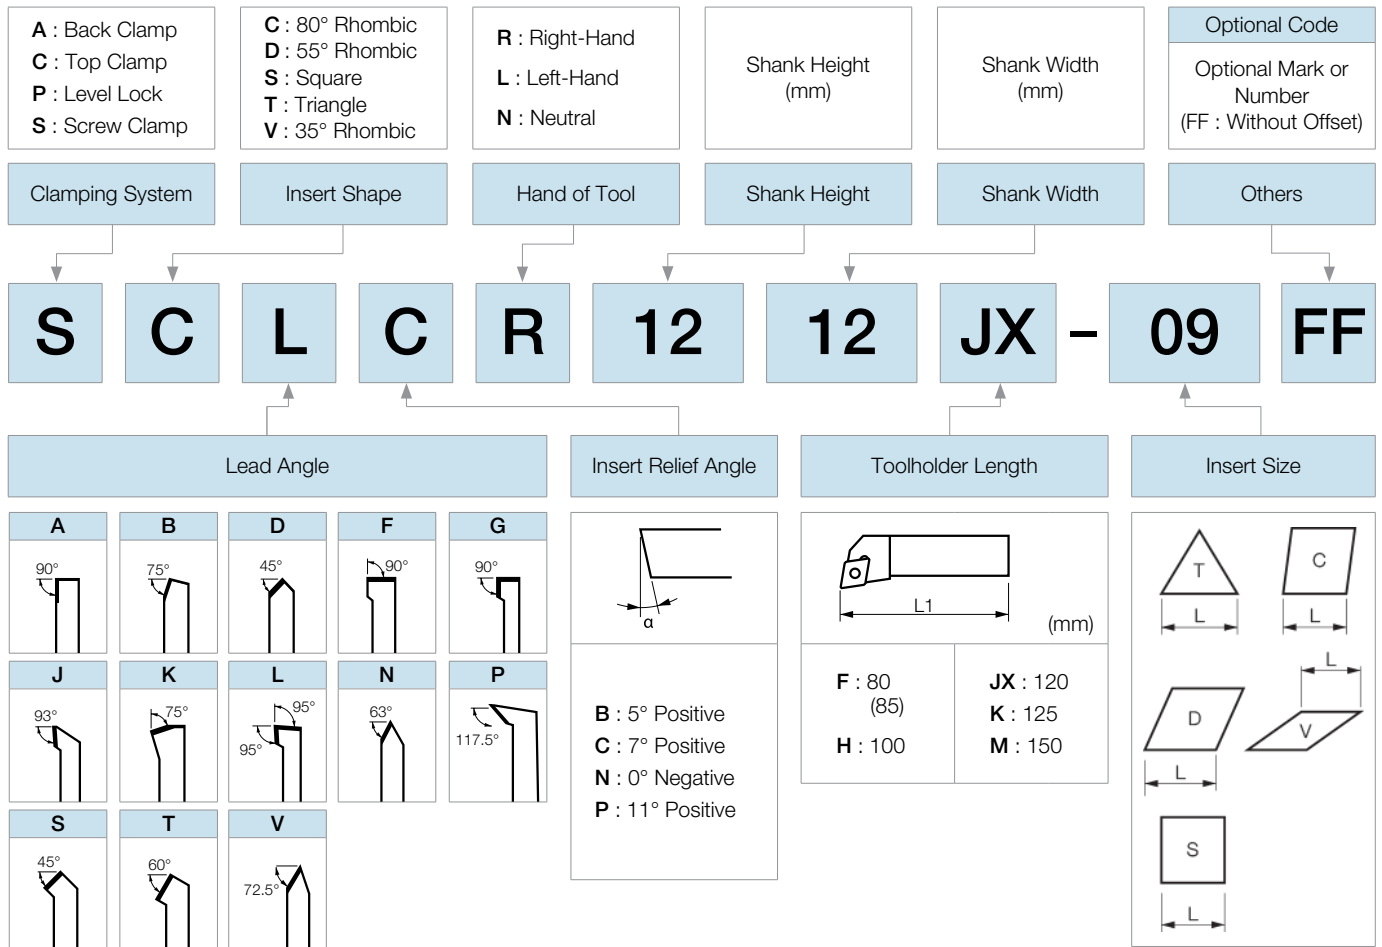 A : Back Clamp
C : Top Clamp
P : Level Lock
S : Screw Clamp
C : 80° Rhombic
D : 55° Rhombic
S : Square
T : Triangle
V : 35° Rhombic
R : Right-Hand
L : Left-Hand
N : Neutral
Shank Height
(mm)
Shank Width
(mm)
Optional Code
Optional Mark or
Number
(FF : Without Offset)
Clamping System
Insert Shape
Hand of Tool
Shank Height
Shank Width
Others
S C L C R 12 12 JX - 09 FF
Lead Angle
Insert Relief Angle
Toolholder Length
Insert Size
A
90°
B
75°
D
45°
F
90°
G
90°
J
93°
K
75°
L
95°
95°
N
63°
P
117.5°
S
45°
T
60°
V
72.5°
α
B : 5° Positive
C : 7° Positive
N : 0° Negative
P : 11° Positive
L1
(mm)
F : 80
(85)
H : 100
JX : 120
K : 125
M : 150
T
L
C
L
D
L
V
L
S
L